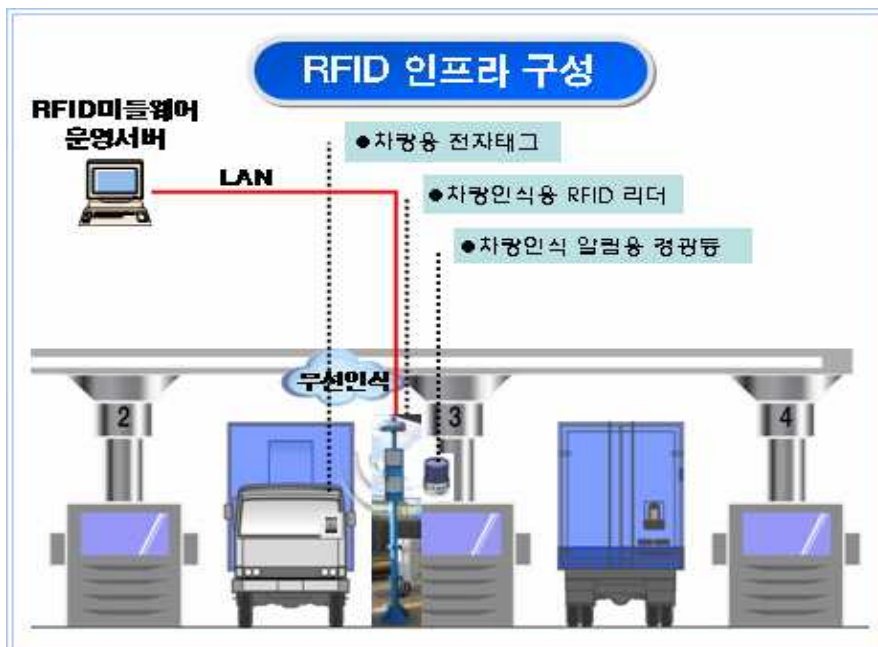 RFID 인프라 구성
RFID미들웨어
운영서버
LAN
●차량용 전자태그
●차량인식용 RFID 리더
●차량인식 알림용 경광등
무선인식
2
3
4